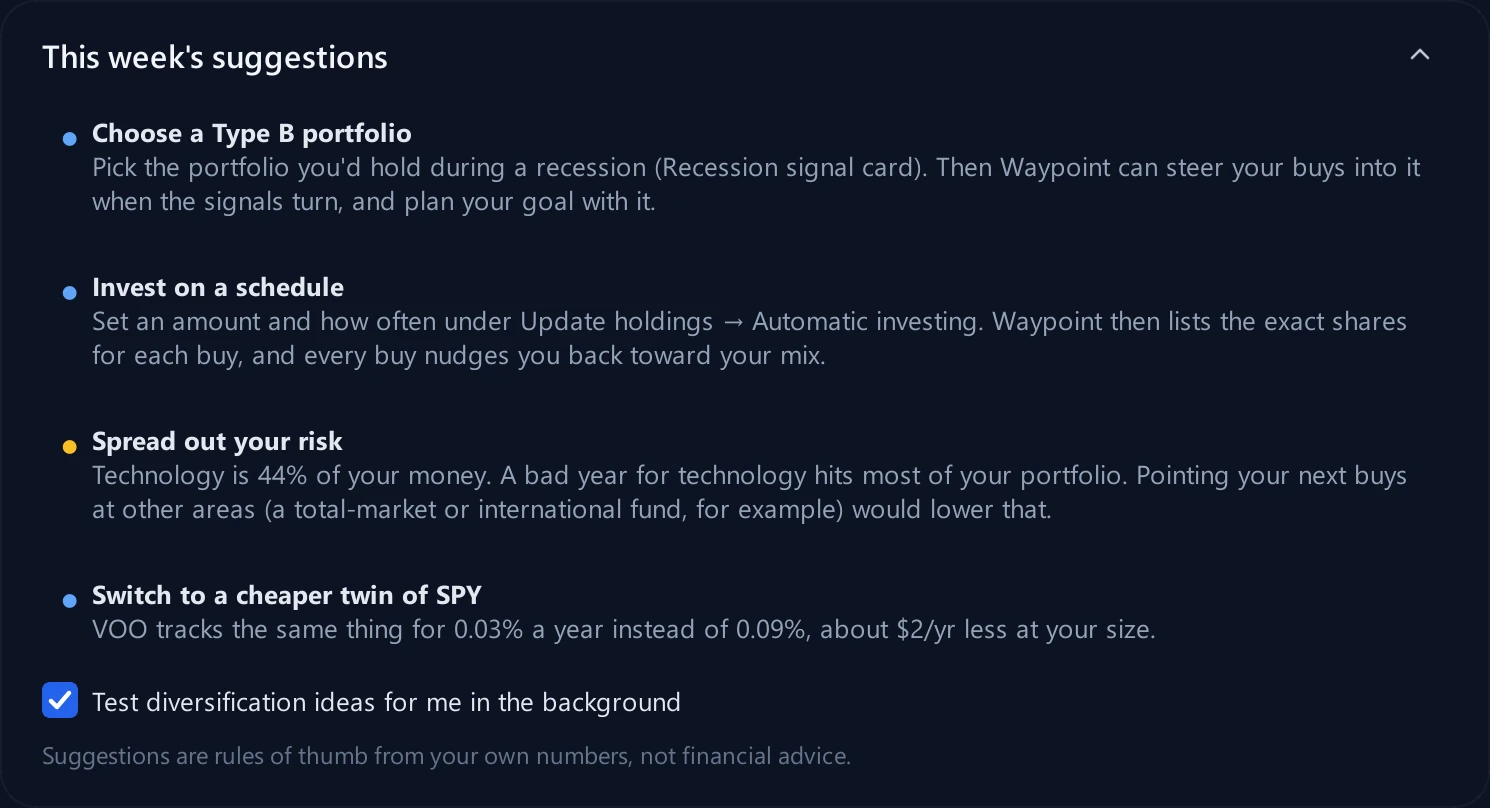 This week's suggestions
Choose a Type B portfolio
Pick the portfolio you'd hold during a recession (Recession signal card). Then Waypoint can steer your buys into it
when the signals turn, and plan your goal with it.
Invest on a schedule
Set an amount and how often under Update holdings → Automatic investing. Waypoint then lists the exact shares
for each buy, and every buy nudges you back toward your mix.
Spread out your risk
Technology is 44% of your money. A bad year for technology hits most of your portfolio. Pointing your next buys
at other areas (a total-market or international fund, for example) would lower that.
Switch to a cheaper twin of SPY
VOO tracks the same thing for 0.03% a year instead of 0.09%, about $2/yr less at your size.
Test diversification ideas for me in the background
Suggestions are rules of thumb from your own numbers, not financial advice.